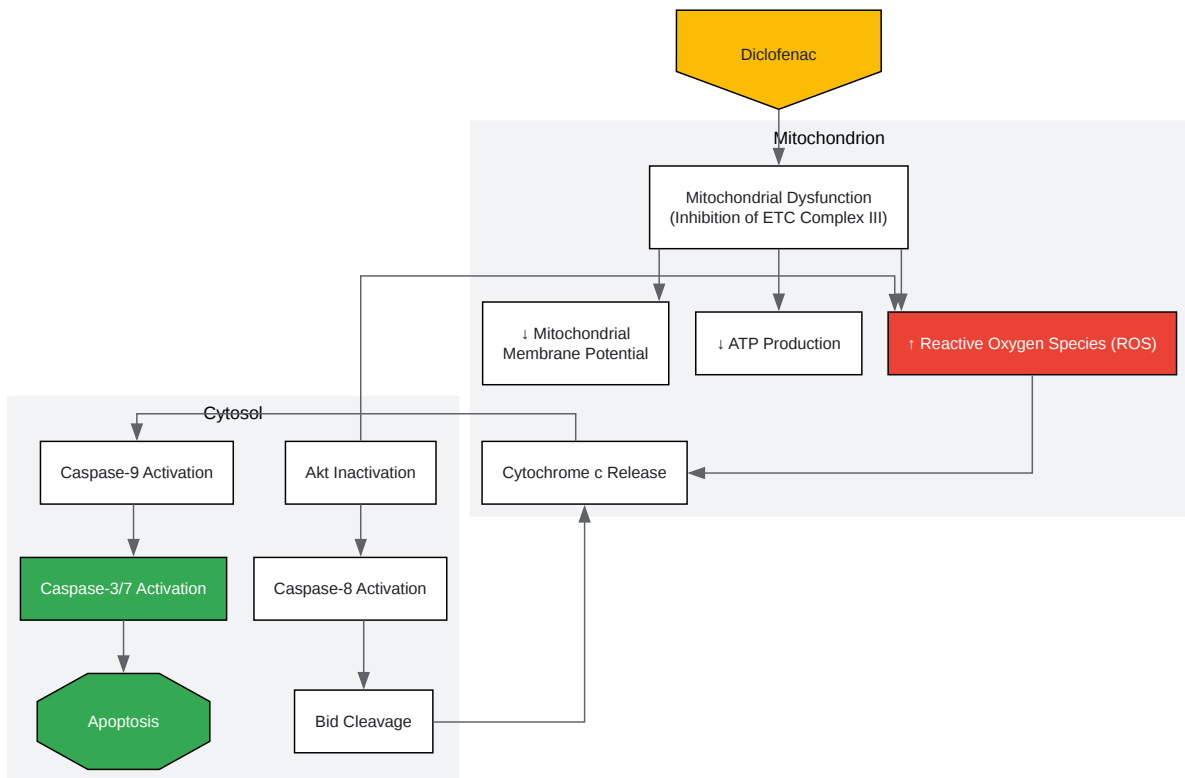 Diclofenac
Mitochondrion
Mitochondrial Dysfunction
(Inhibition of ETC Complex III)
↓ Mitochondrial
Membrane Potential
↓ ATP Production
↑ Reactive Oxygen Species (ROS)
Cytosol
Caspase-9 Activation
Akt Inactivation
Cytochrome c Release
Caspase-3/7 Activation
Caspase-8 Activation
Apoptosis
Bid Cleavage